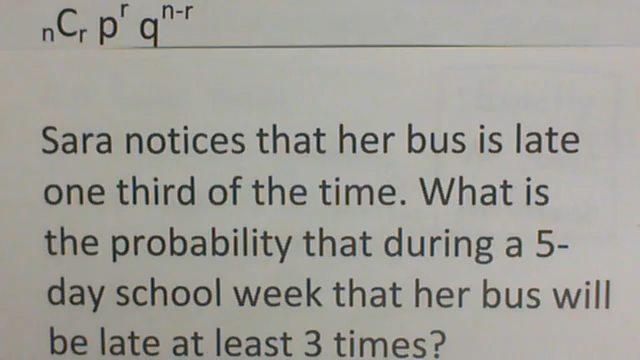 nCr p^r q^n-r
Sara notices that her bus is late
one third of the time. What is
the probability that during a 5-
day school week that her bus will
be late at least 3 times?